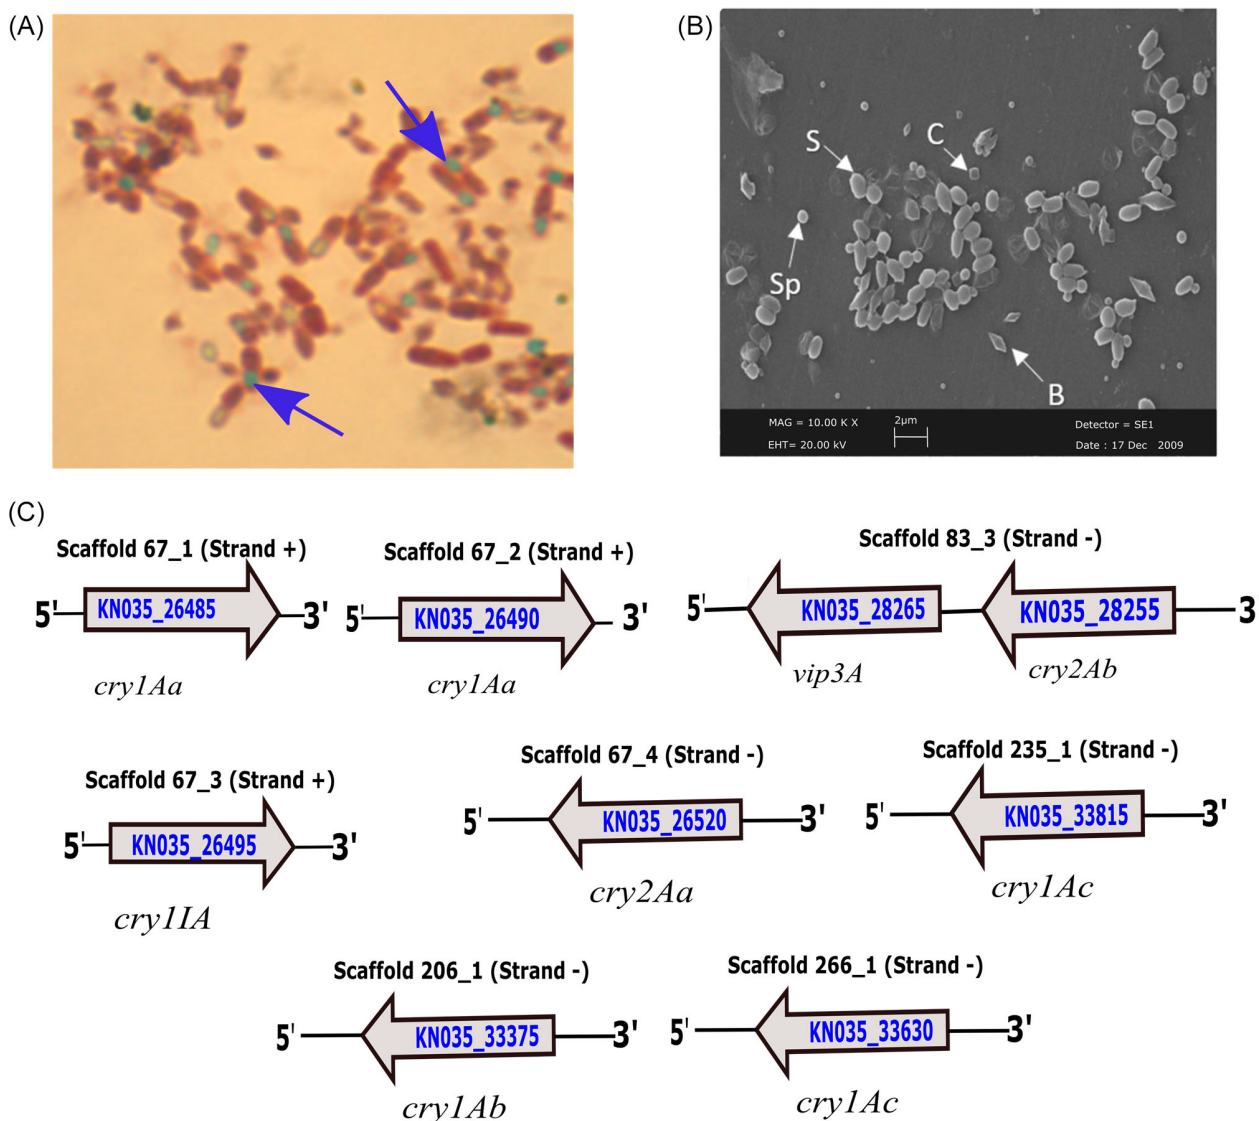 (A)
(B)
S
C
Sp
B
MAG = 10.00 K X
2µm
Detector = SE1
EHT= 20.00 kV
Date : 17 Dec 2009
(C)
Scaffold 67_1 (Strand +)
5' KN035_26485 3'
cry1Aa
Scaffold 67_2 (Strand +)
5' KN035_26490 3'
cry1Aa
Scaffold 83_3 (Strand -)
5' KN035_28265 KN035_28255 3
vip3A cry2Ab
Scaffold 67_3 (Strand +)
5' KN035_26495 3'
cry1IA
Scaffold 67_4 (Strand -)
5' KN035_26520 3'
cry2Aa
Scaffold 235_1 (Strand -)
5' KN035_33815 3'
cry1Ac
Scaffold 206_1 (Strand -)
5' KN035_33375 3'
cry1Ab
Scaffold 266_1 (Strand -)
5' KN035_33630 3'
cry1Ac